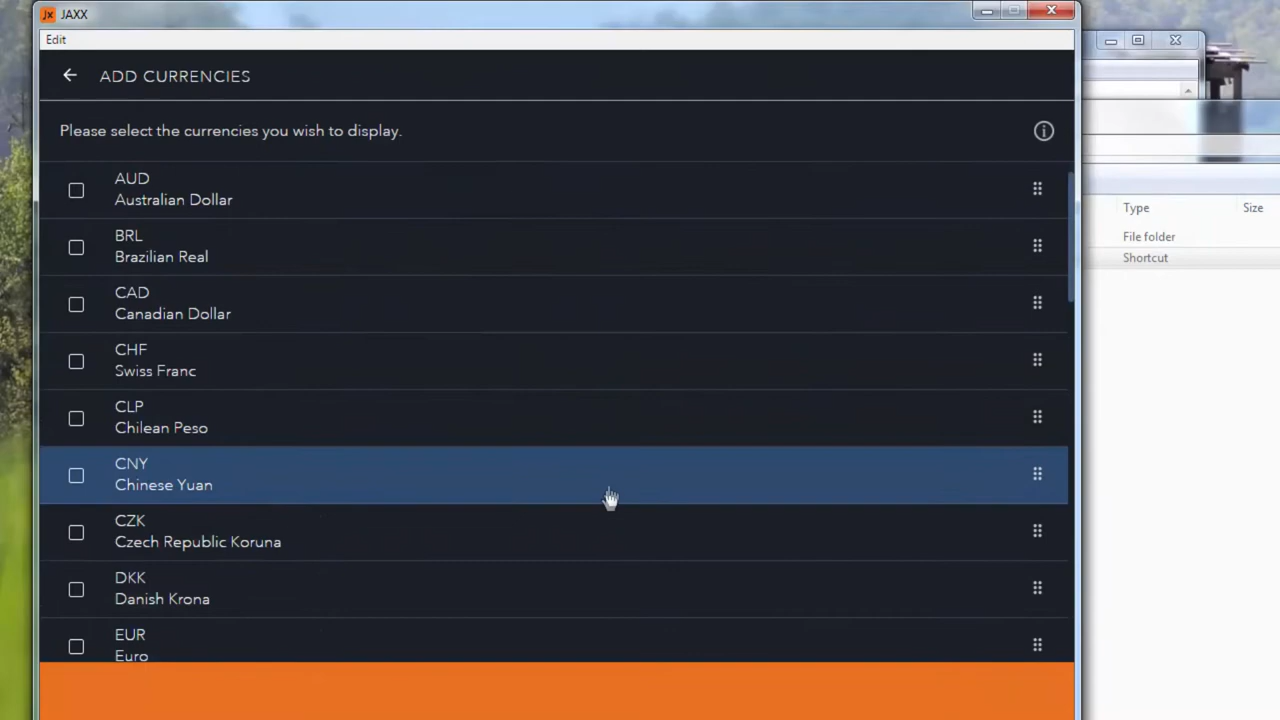 Jx JAXX
Edit
ADD CURRENCIES
Please select the currencies you wish to display.
AUD
Australian Dollar
BRL
Brazilian Real
CAD
Canadian Dollar
CHF
Swiss Franc
CLP
Chilean Peso
CNY
Chinese Yuan
CZK
Czech Republic Koruna
DKK
Danish Krona
EUR
Euro
Type
Size
File folder
Shortcut